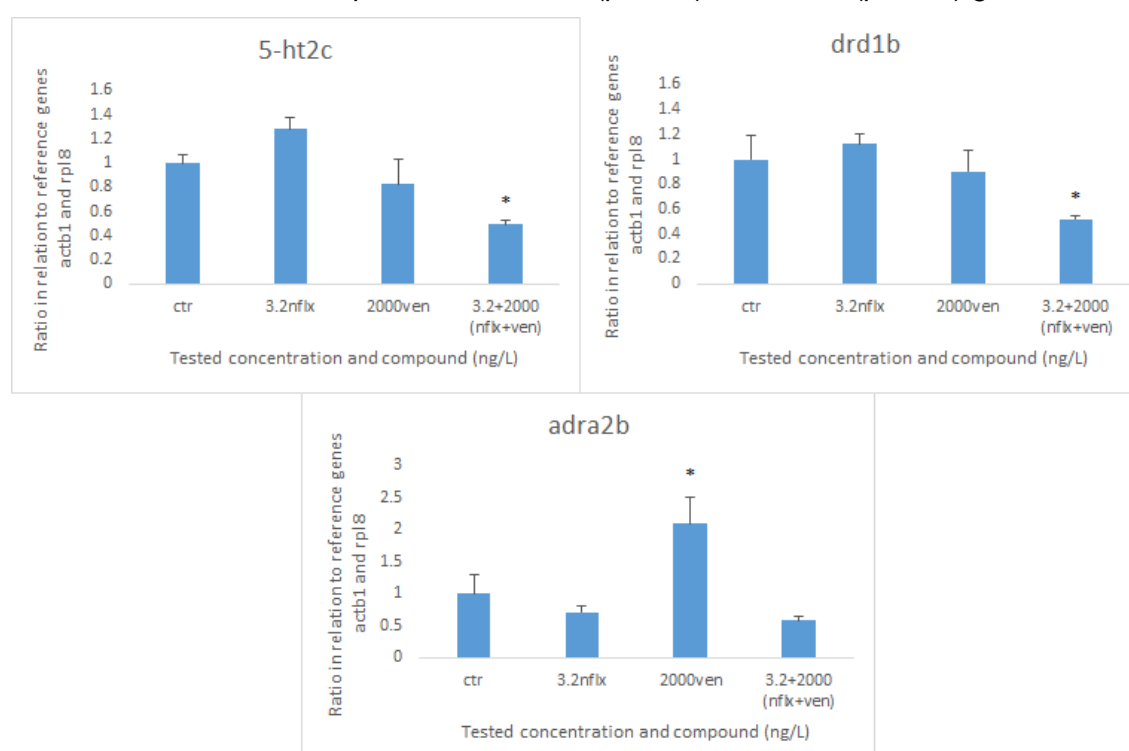 5-ht2c
Ratio in relation to reference genes
actb1 and rpl8
1.6
1.4
1.2
1
0.8
0.6
0.4
0.2
0
*
ctr
3.2nflx
2000ven
3.2+2000
(nflx+ven)
Tested concentration and compound (ng/L)
drd1b
Ratio in relation to reference genes
actb1 and rpl8
1.6
1.4
1.2
1
0.8
0.6
0.4
0.2
0
*
ctr
3.2nflx
2000ven
3.2+2000
(nflx+ven)
Tested concentration and compound (ng/L)
adra2b
Ratio in relation to reference genes
actb1 and rpl8
3
2.5
2
1.5
1
0.5
0
*
ctr
3.2nflx
2000ven
3.2+2000
(nflx+ven)
Tested concentration and compound (ng/L)